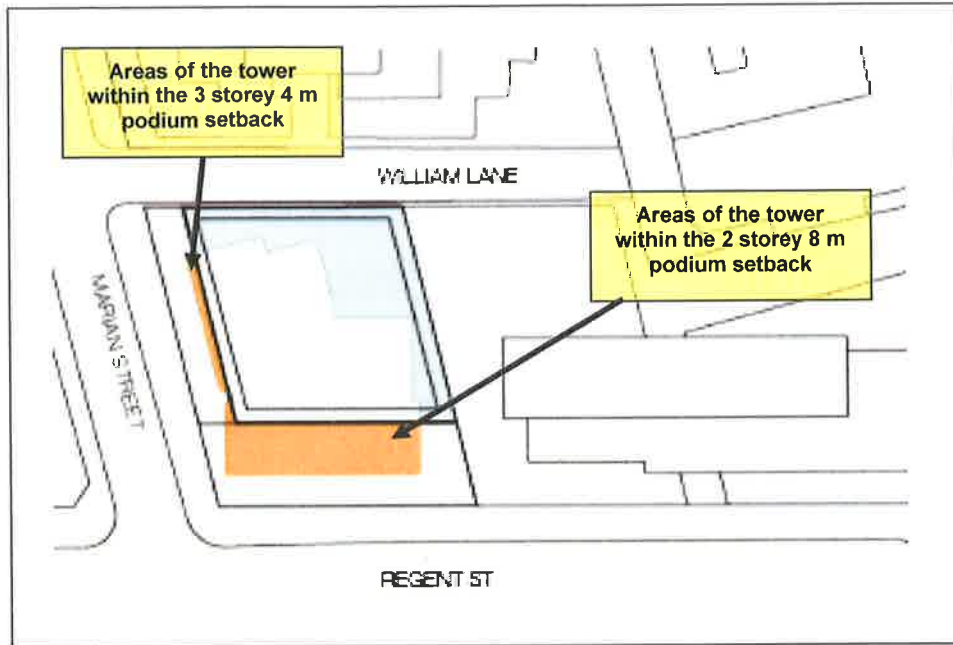 Areas of the tower
within the 3 storey 4 m
podium setback
WILLIAM LANE
Areas of the tower
within the 2 storey 8 m
podium setback
MARIAN STREET
REGENT ST